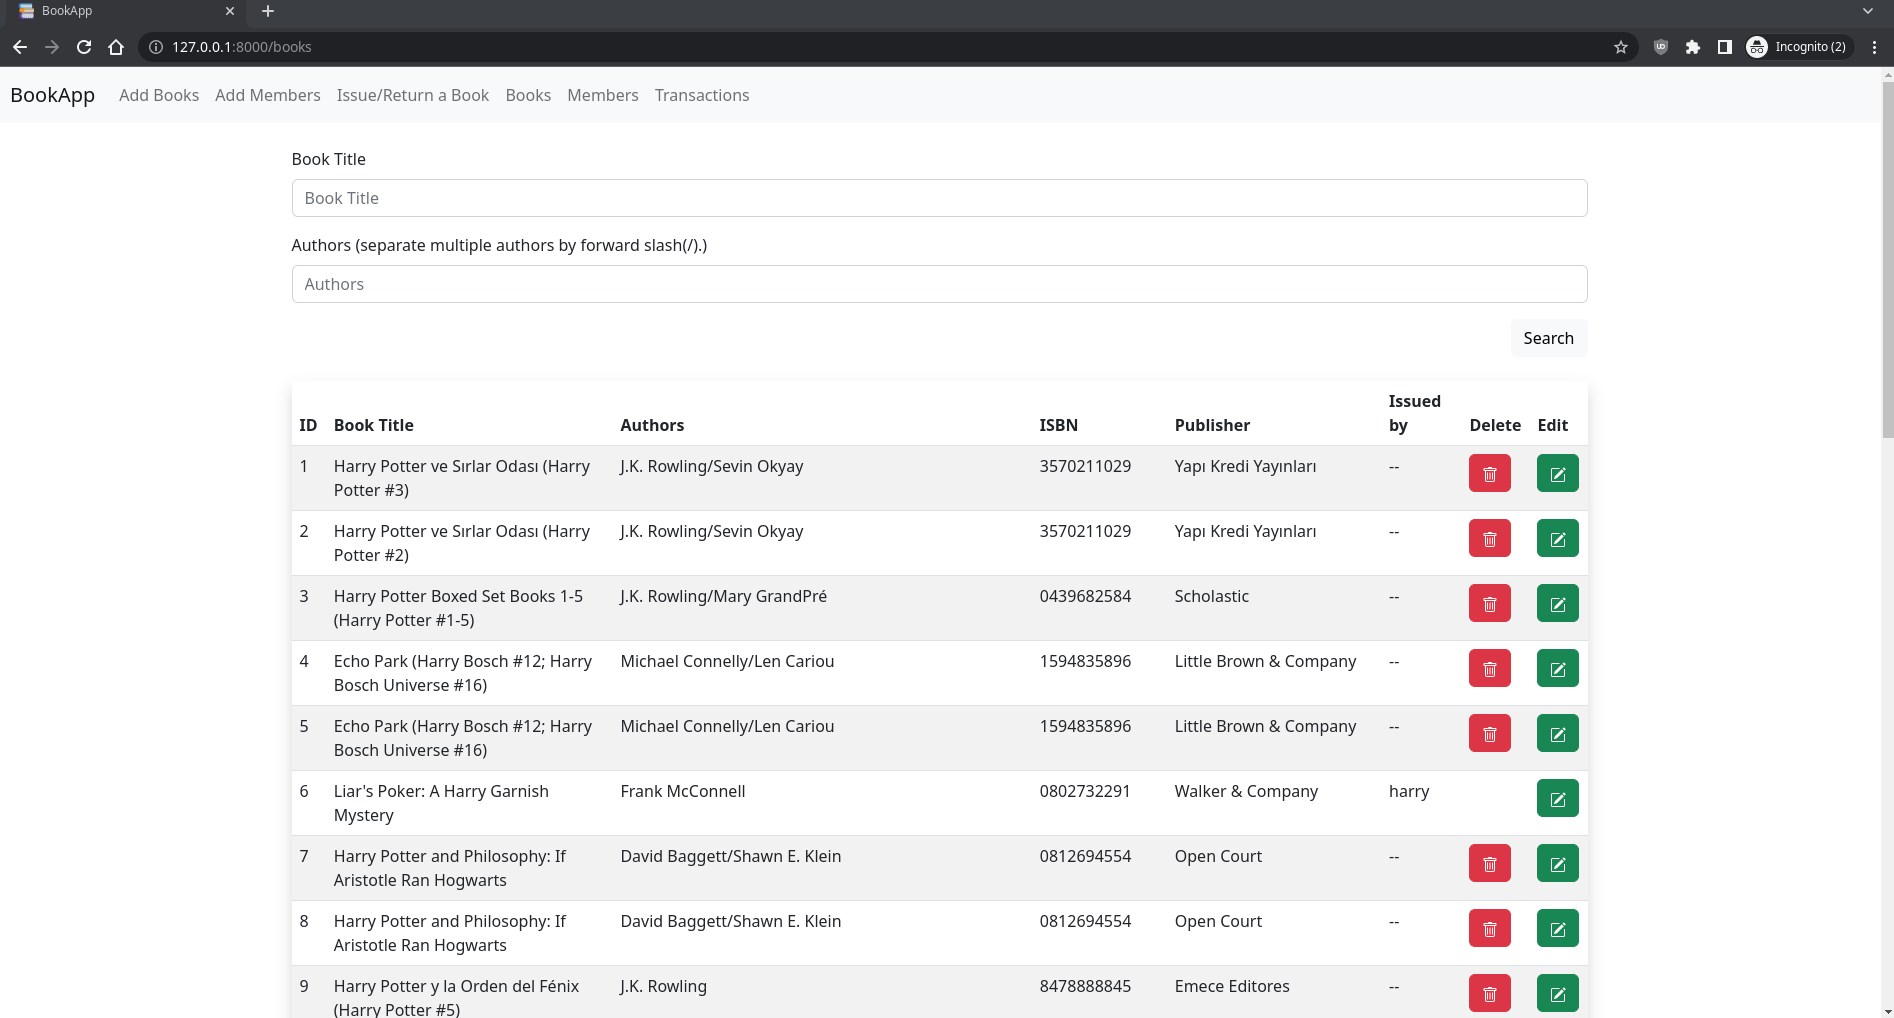 BookApp
127.0.0.1:8000/books
Incognito (2)
BookApp Add Books Add Members Issue/Return a Book Books Members Transactions
Book Title
Book Title
Authors (separate multiple authors by forward slash(/).)
Authors
Search
ID Book Title Authors ISBN Publisher Issued by Delete Edit
1 Harry Potter ve Sırlar Odası (Harry J.K. Rowling/Sevin Okyay 3570211029 Yapı Kredi Yayınları --
Potter #3)
2 Harry Potter ve Sırlar Odası (Harry J.K. Rowling/Sevin Okyay 3570211029 Yapı Kredi Yayınları --
Potter #2)
3 Harry Potter Boxed Set Books 1-5 J.K. Rowling/Mary GrandPré 0439682584 Scholastic --
(Harry Potter #1-5)
4 Echo Park (Harry Bosch #12; Harry Michael Connelly/Len Cariou 1594835896 Little Brown & Company --
Bosch Universe #16)
5 Echo Park (Harry Bosch #12; Harry Michael Connelly/Len Cariou 1594835896 Little Brown & Company --
Bosch Universe #16)
6 Liar's Poker: A Harry Garnish Frank McConnell 0802732291 Walker & Company harry
Mystery
7 Harry Potter and Philosophy: If David Baggett/Shawn E. Klein 0812694554 Open Court --
Aristotle Ran Hogwarts
8 Harry Potter and Philosophy: If David Baggett/Shawn E. Klein 0812694554 Open Court --
Aristotle Ran Hogwarts
9 Harry Potter y la Orden del Fénix J.K. Rowling 8478888845 Emece Editores --
(Harry Potter #5)